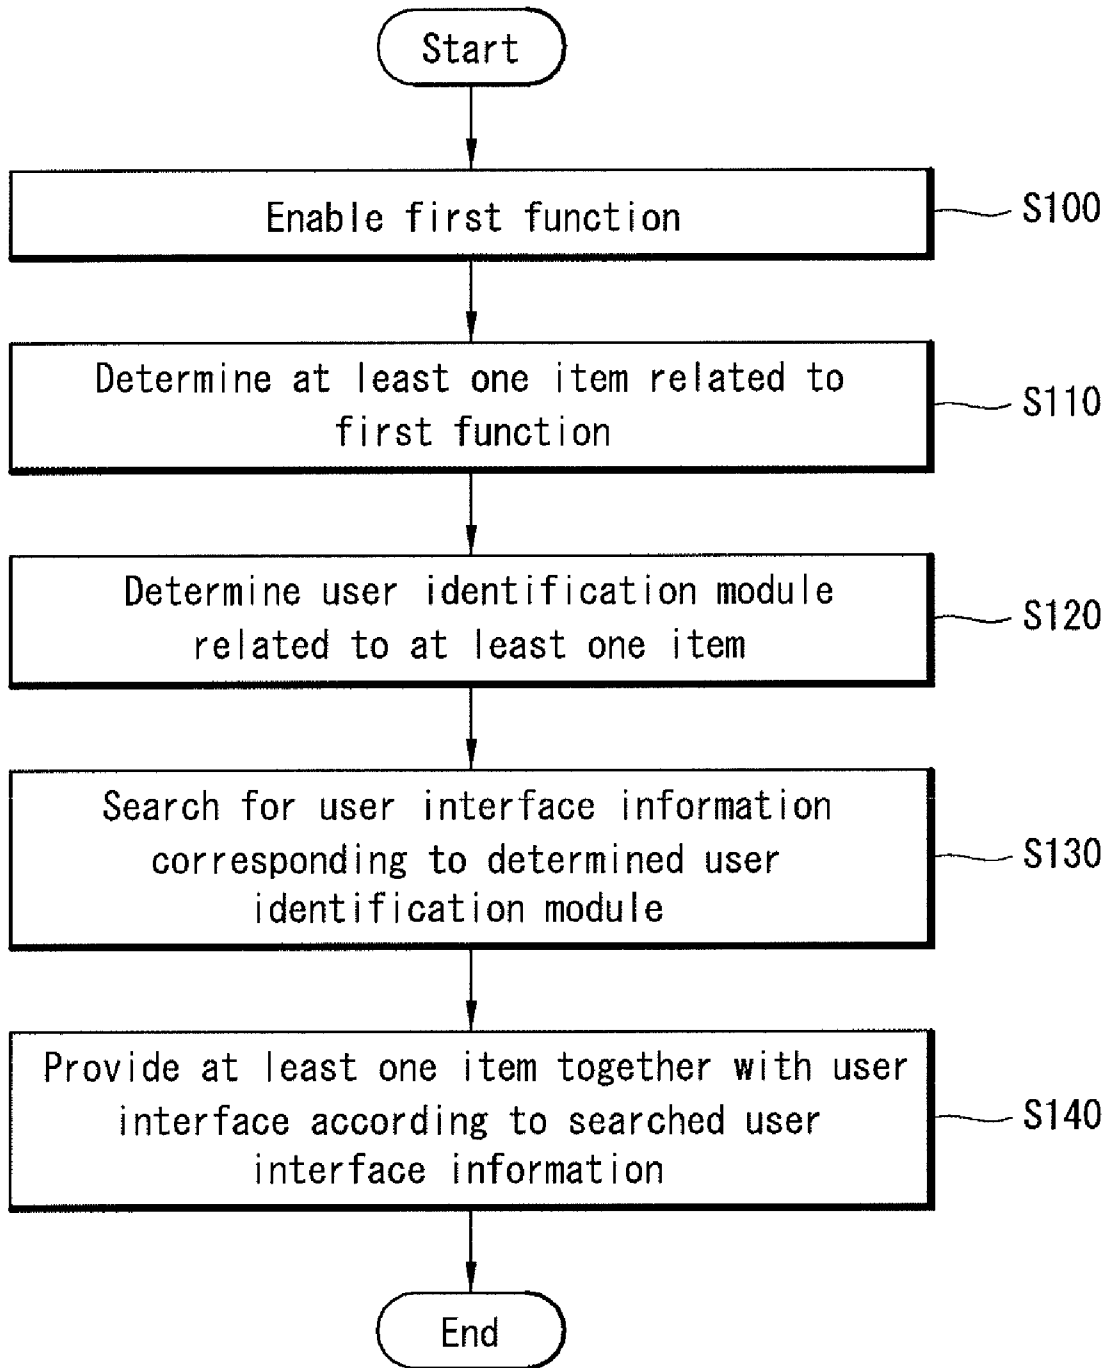 Start
Enable first function
S100
Determine at least one item related to
first function
S110
Determine user identification module
related to at least one item
S120
Search for user interface information
corresponding to determined user
identification module
S130
Provide at least one item together with user
interface according to searched user
interface information
S140
End